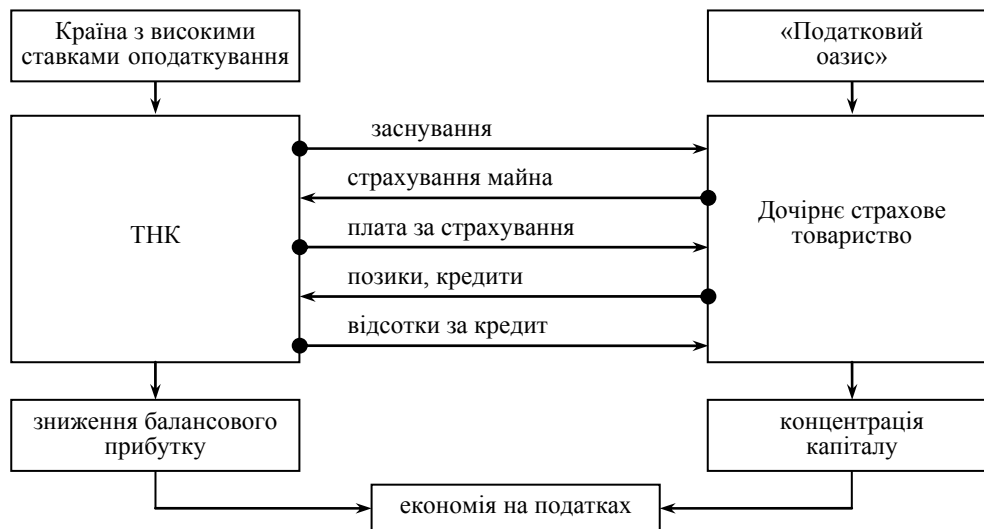 Країна з високими
ставками оподаткування
«Податковий
оазис»
заснування
страхування майна
ТНК
Дочірнє страхове
товариство
плата за страхування
позики, кредити
відсотки за кредит
зниження балансового
прибутку
концентрація
капіталу
економія на податках